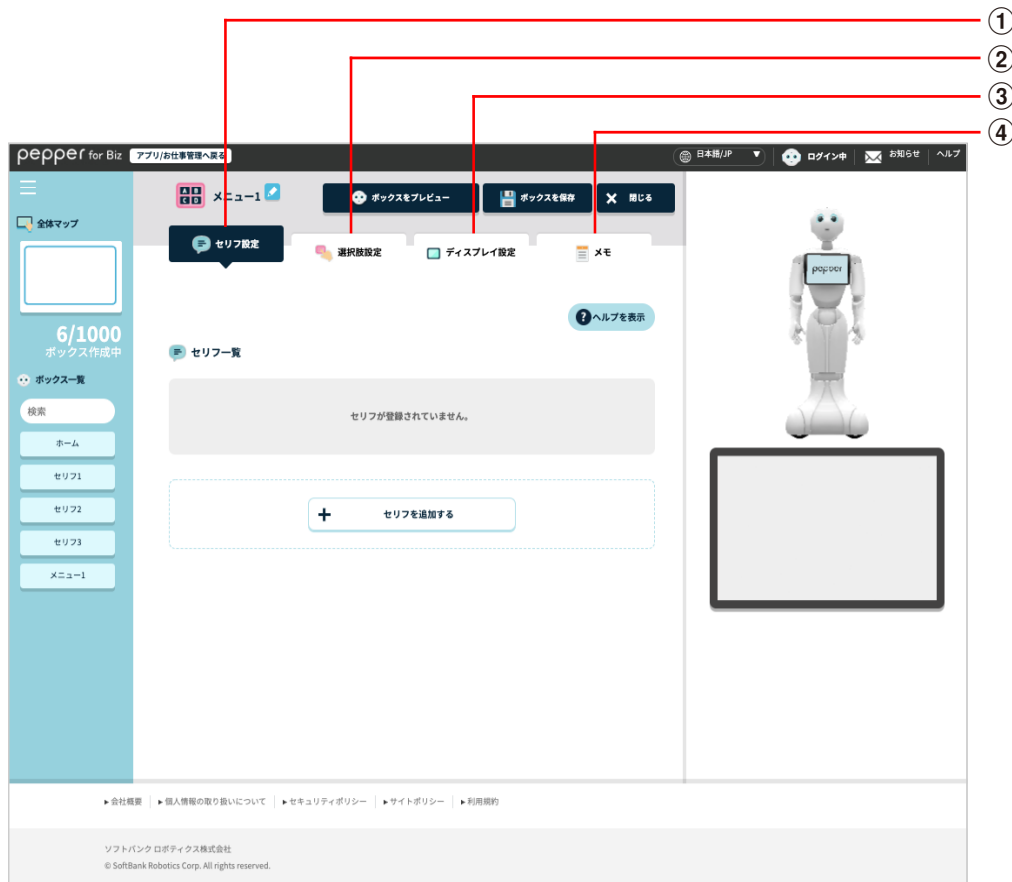 ①
②
③
④
pepper for Biz アプリ/お仕事管理へ戻る 日本語/JP ▼ ログイン中 お知らせ ヘルプ
メニュー1 ボックスをプレビュー ボックスを保存 閉じる
全体マップ
セリフ設定 選択肢設定 ディスプレイ設定 メモ
pepper
?ヘルプを表示
6/1000
ボックス作成中
セリフ一覧
ボックス一覧
検索
セリフが登録されていません。
ホーム
セリフ1
セリフ2
+ セリフを追加する
セリフ3
メニュー1
▶会社概要 ▶個人情報の取り扱いについて ▶セキュリティポリシー ▶サイトポリシー ▶利用規約
ソフトバンク ロボティクス株式会社
© SoftBank Robotics Corp. All rights reserved.